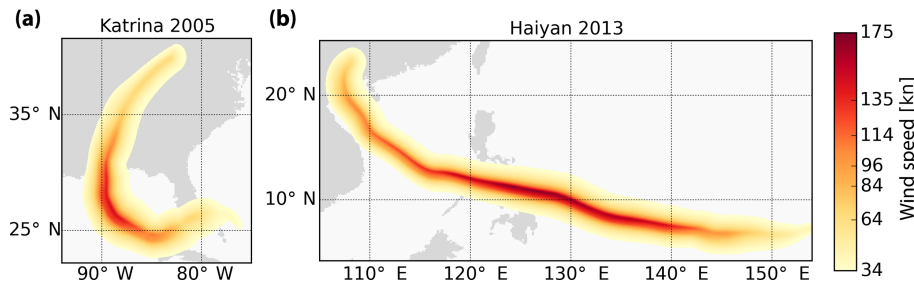 (a)
Katrina 2005
35° N
25° N
90° W
80° W
(b)
Haiyan 2013
20° N
10° N
110° E
120° E
130° E
140° E
150° E
175
135
114
96
84
64
34
Wind speed [kn]